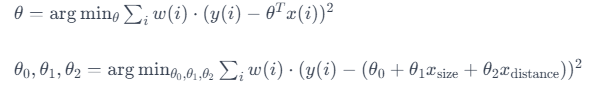 θ = arg min_θ ∑_i w(i) · (y(i) − θ^T x(i))^2
θ_0, θ_1, θ_2 = arg min_{θ_0,θ_1,θ_2} ∑_i w(i) · (y(i) − (θ_0 + θ_1 x_size + θ_2 x_distance))^2